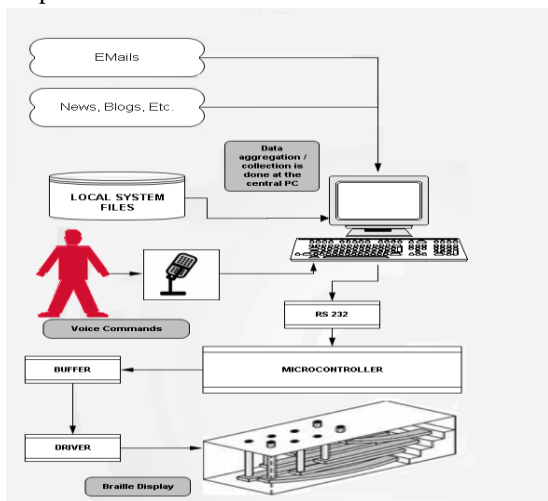 EMails
News, Blogs, Etc.
Data
aggregation /
collection is
done at the
central PC
LOCAL SYSTEM
FILES
Voice Commands
RS 232
MICROCONTROLLER
BUFFER
DRIVER
Braille Display